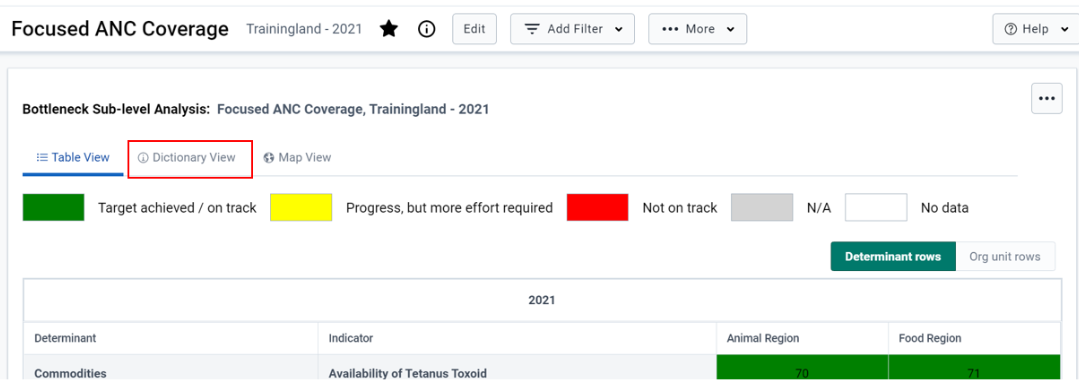 Focused ANC Coverage Trainingland - 2021 Edit Add Filter More Help
Bottleneck Sub-level Analysis: Focused ANC Coverage, Trainingland - 2021
Table View Dictionary View Map View
Target achieved / on track Progress, but more effort required Not on track N/A No data
Determinant rows Org unit rows
2021
Determinant Indicator Animal Region Food Region
Commodities Availability of Tetanus Toxoid 70 71